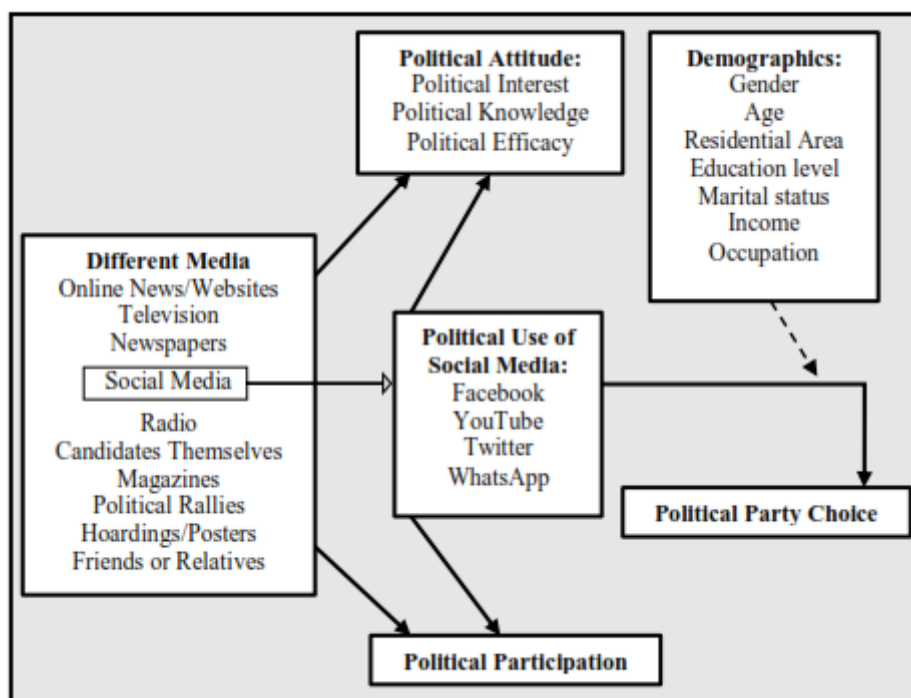 Political Attitude:
Political Interest
Political Knowledge
Political Efficacy
Demographics:
Gender
Age
Residential Area
Education level
Marital status
Income
Occupation
Different Media
Online News/Websites
Television
Newspapers
Social Media
Radio
Candidates Themselves
Magazines
Political Rallies
Hoardings/Posters
Friends or Relatives
Political Use of
Social Media:
Facebook
YouTube
Twitter
WhatsApp
Political Party Choice
Political Participation